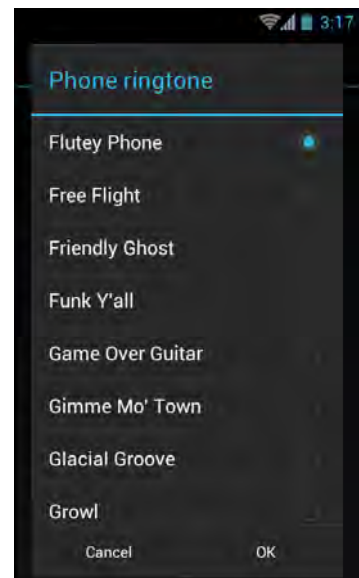 3:17
Phone ringtone
Flutey Phone
Free Flight
Friendly Ghost
Funk Y'all
Game Over Guitar
Gimme Mo' Town
Glacial Groove
Growl
Cancel OK